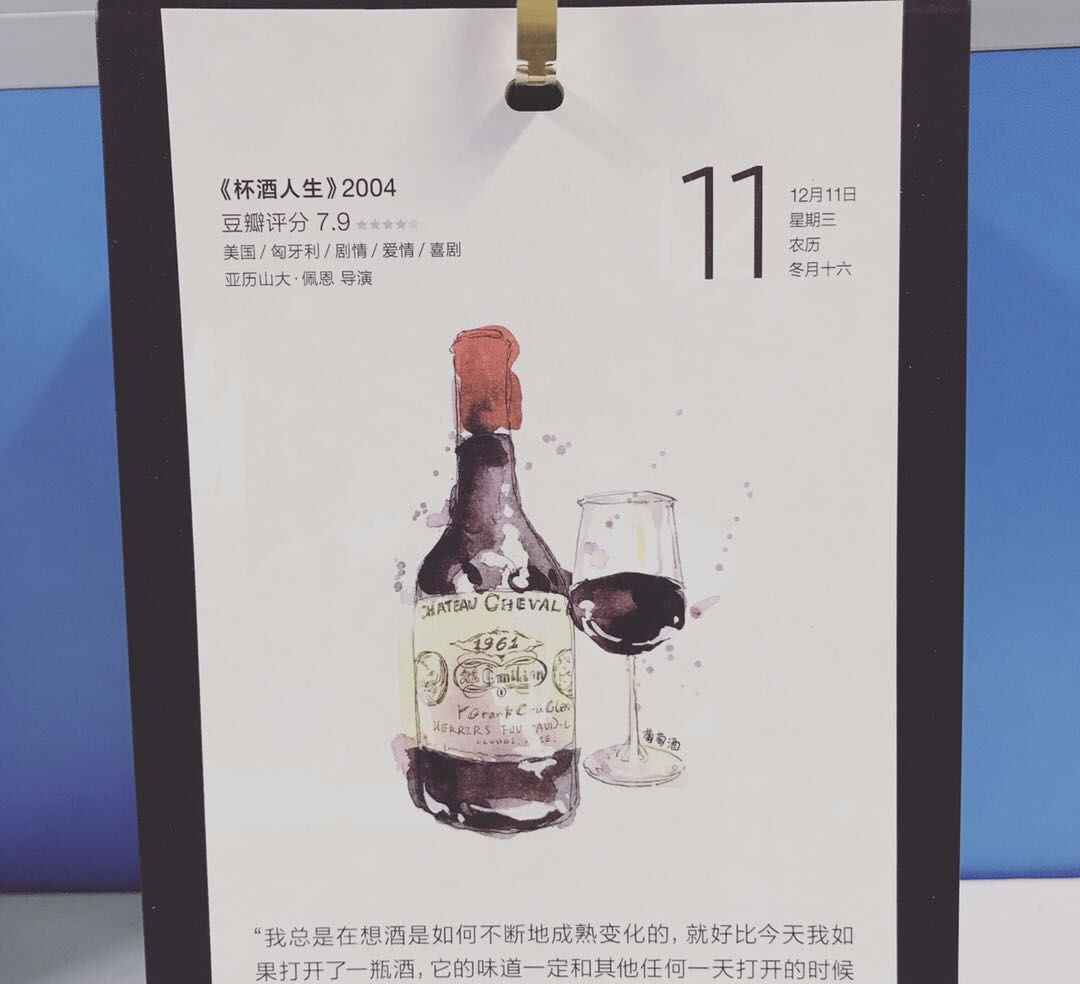 《杯酒人生》2004
豆瓣评分 7.9
美国 / 匈牙利 / 剧情 / 爱情 / 喜剧
亚历山大·佩恩 导演
11
12月11日
星期三
农历
冬月十六
CHATEAU CHEVAL
1961
葡萄酒
“我总是在想酒是如何不断地成熟变化的，就好比今天我如
果打开了一瓶酒，它的味道一定和其他任何一天打开的时候